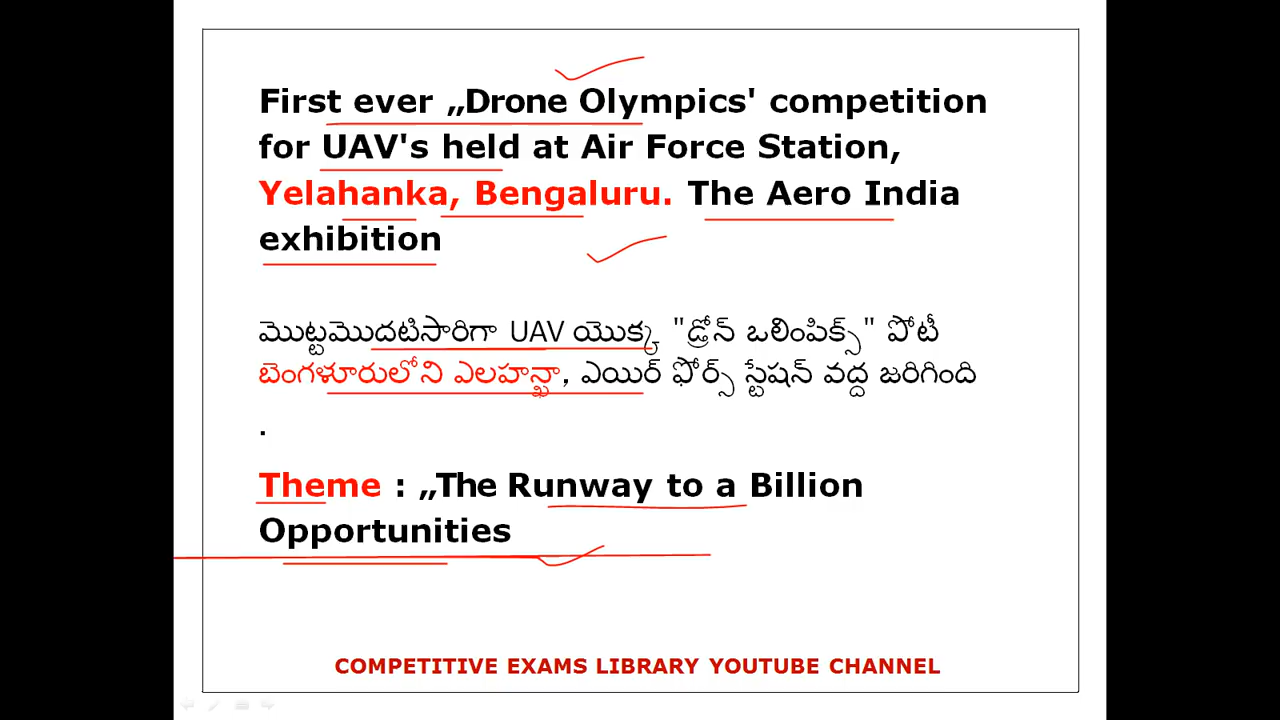 First ever „Drone Olympics' competition
for UAV's held at Air Force Station,
Yelahanka, Bengaluru. The Aero India
exhibition
మొట్టమొదటిసారిగా UAV యొక్క "డ్రోన్ ఒలింపిక్స్" పోటీ
బెంగళూరులోని ఎలహన్ఖా, ఎయిర్ ఫోర్స్ స్టేషన్ వద్ద జరిగింది
.
Theme : „The Runway to a Billion
Opportunities
COMPETITIVE EXAMS LIBRARY YOUTUBE CHANNEL